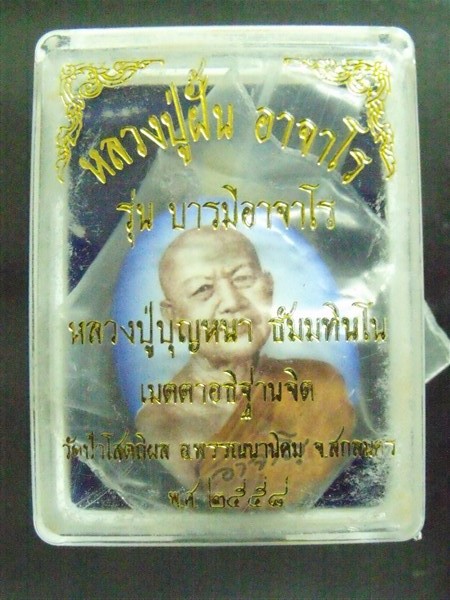 หลวงปู่ฝั้น อาจาโร
รุ่น บารมีอาจาโร
หลวงปู่บุญหนา ธัมมทินโน
เมตตาอธิฐานจิต
วัดป่าโสตถิผล อ.พรรณนานิคม จ.สกลนคร
พ.ศ. ๒๕๕๘